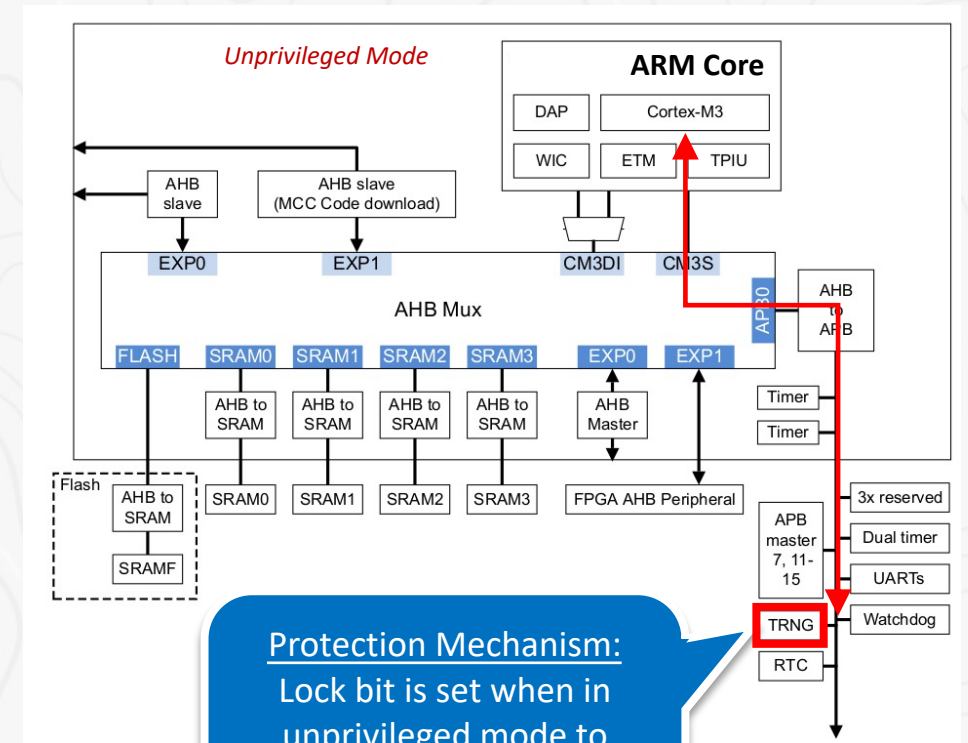 Unprivileged Mode
ARM Core
DAP
Cortex-M3
WIC
ETM
TPIU
AHB
slave
AHB slave
(MCC Code download)
EXP0
EXP1
CM3DI
CM3S
AHB Mux
APB0
AHB
to
APB
FLASH
SRAM0
SRAM1
SRAM2
SRAM3
EXP0
EXP1
AHB to
SRAM
AHB to
SRAM
AHB to
SRAM
AHB to
SRAM
AHB
Master
Timer
Timer
Flash
AHB to
SRAM
SRAMF
SRAM0
SRAM1
SRAM2
SRAM3
FPGA AHB Peripheral
APB
master
7, 11-
15
3x reserved
Dual timer
UARTs
Watchdog
TRNG
RTC
Protection Mechanism:
Lock bit is set when in
unprivileged mode to